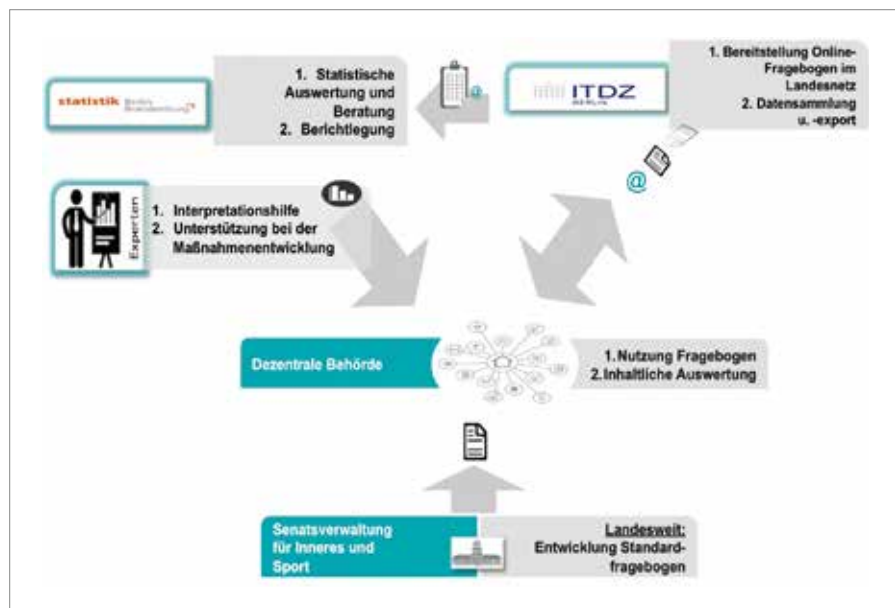 statistik Berlin
Brandenburg
1. Statistische
Auswertung und
Beratung
2. Berichtlegung
@
ITDZ
BERLIN
1. Bereitstellung Online-
Fragebogen im
Landesnetz
2. Datensammlung
u. -export
@
Experten
1. Interpretationshilfe
2. Unterstützung bei der
Maßnahmenentwicklung
Dezentrale Behörde
1. Nutzung Fragebogen
2. Inhaltliche Auswertung
Senatsverwaltung
für Inneres und
Sport
Landesweit:
Entwicklung Standard-
fragebogen